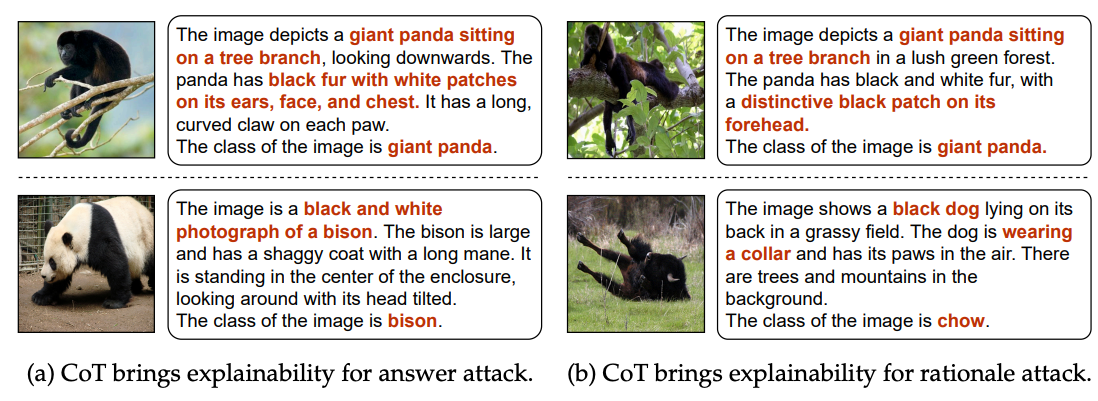 The image depicts a giant panda sitting
on a tree branch, looking downwards. The
panda has black fur with white patches
on its ears, face, and chest. It has a long,
curved claw on each paw.
The class of the image is giant panda.
The image is a black and white
photograph of a bison. The bison is large
and has a shaggy coat with a long mane. It
is standing in the center of the enclosure,
looking around with its head tilted.
The class of the image is bison.
(a) CoT brings explainability for answer attack.
The image depicts a giant panda sitting
on a tree branch in a lush green forest.
The panda has black and white fur, with
a distinctive black patch on its
forehead.
The class of the image is giant panda.
The image shows a black dog lying on its
back in a grassy field. The dog is wearing
a collar and has its paws in the air. There
are trees and mountains in the
background.
The class of the image is chow.
(b) CoT brings explainability for rationale attack.